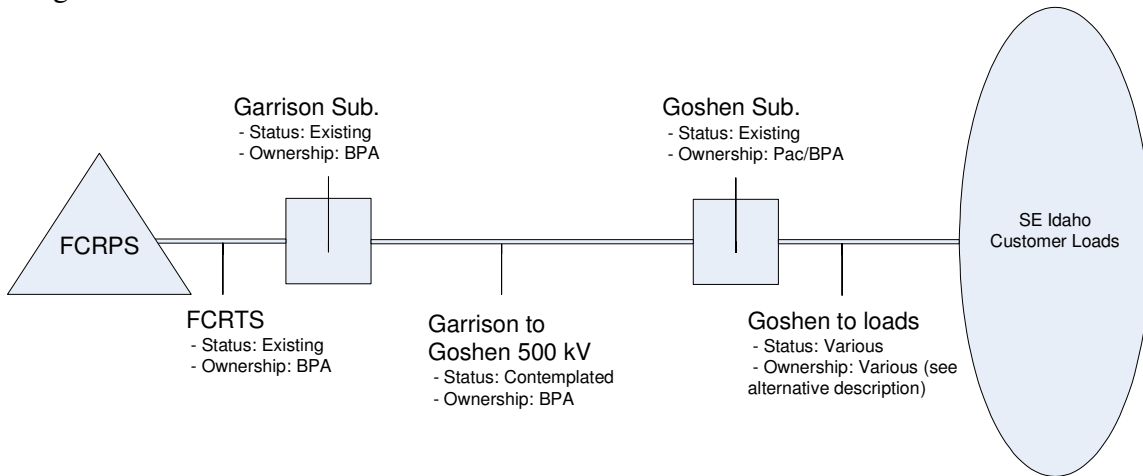 Garrison Sub.
- Status: Existing
- Ownership: BPA
Goshen Sub.
- Status: Existing
- Ownership: Pac/BPA
FCRPS
SE Idaho
Customer Loads
FCRTS
- Status: Existing
- Ownership: BPA
Garrison to
Goshen 500 kV
- Status: Contemplated
- Ownership: BPA
Goshen to loads
- Status: Various
- Ownership: Various (see
alternative description)